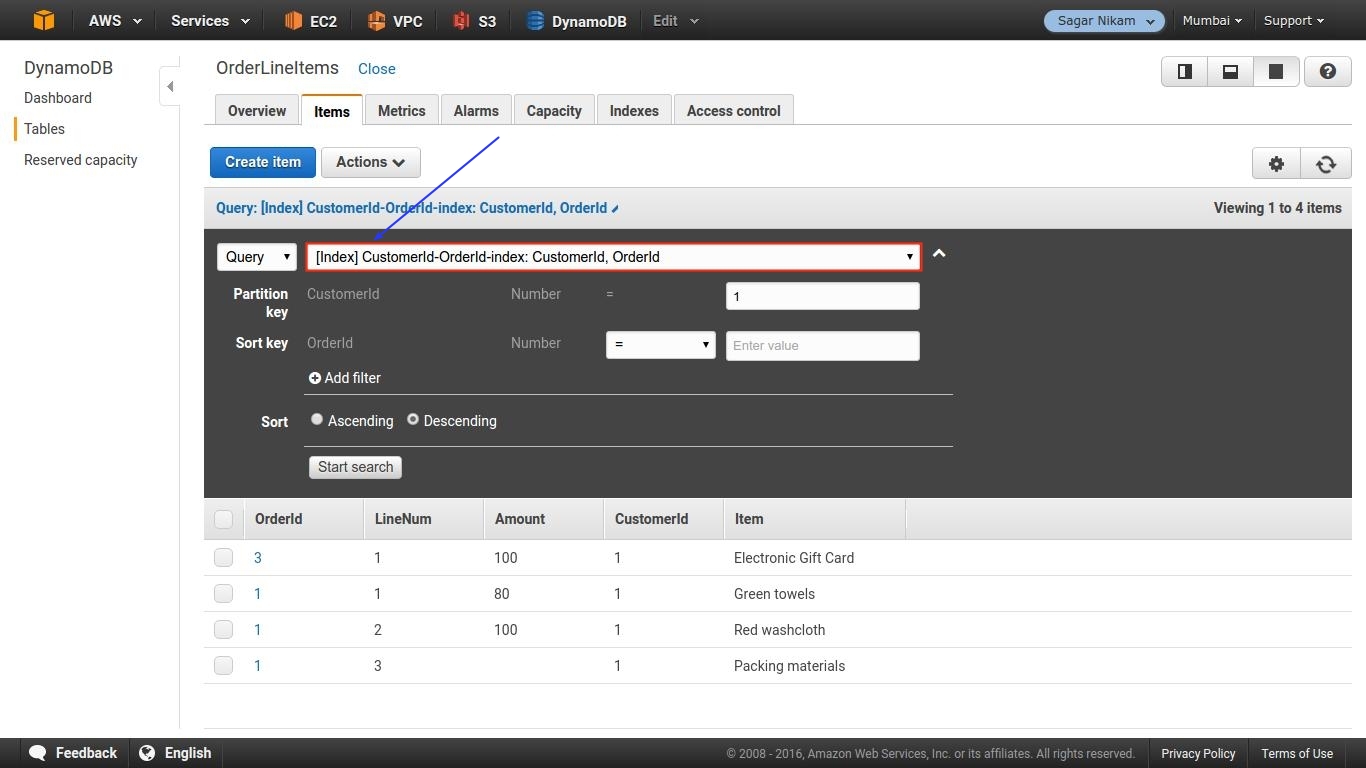 AWS Services EC2 VPC S3 DynamoDB Edit Sagar Nikam Mumbai Support
DynamoDB
Dashboard
Tables
Reserved capacity
OrderLineItems Close
Overview Items Metrics Alarms Capacity Indexes Access control
Create item Actions
Query: [Index] CustomerId-OrderId-index: CustomerId, OrderId Viewing 1 to 4 items
Query [Index] CustomerId-OrderId-index: CustomerId, OrderId
Partition key CustomerId Number = 1
Sort key OrderId Number = Enter value
Add filter
Sort Ascending Descending
Start search
OrderId LineNum Amount CustomerId Item
3 1 100 1 Electronic Gift Card
1 1 80 1 Green towels
1 2 100 1 Red washcloth
1 3 1 Packing materials
Feedback English © 2008 - 2016, Amazon Web Services, Inc. or its affiliates. All rights reserved. Privacy Policy Terms of Use